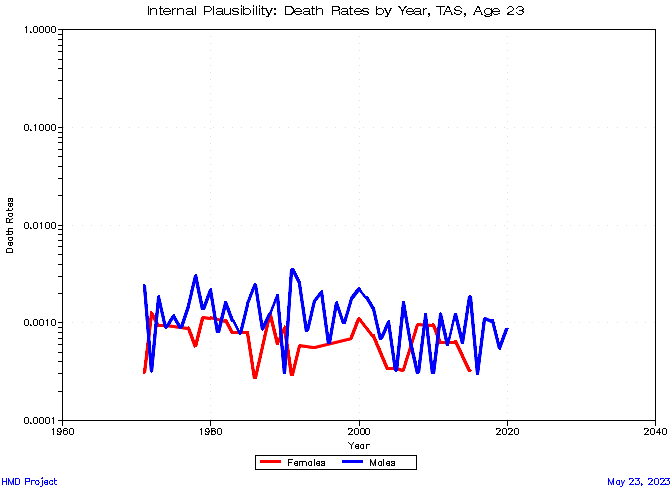 Internal Plausibility: Death Rates by Year, TAS, Age 23
1.0000
0.1000
0.0100
0.0010
0.0001
Death Rates
1960 1980 2000 2020 2040
Year
Females Males
HMD Project May 23, 2023